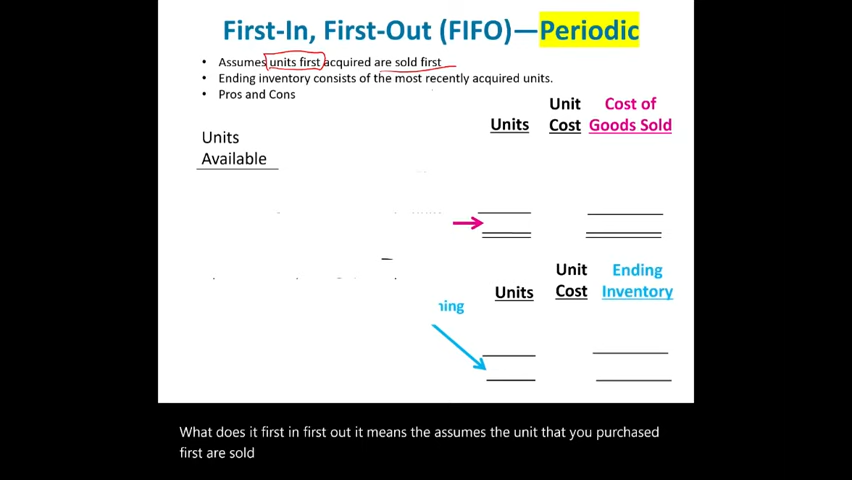 First-In, First-Out (FIFO)—Periodic
• Assumes units first acquired are sold first
• Ending inventory consists of the most recently acquired units.
• Pros and Cons
Units
Available
Units
Unit
Cost
Cost of
Goods Sold
Units
Unit
Cost
Ending
Inventory
What does it first in first out it means the assumes the unit that you purchased
first are sold